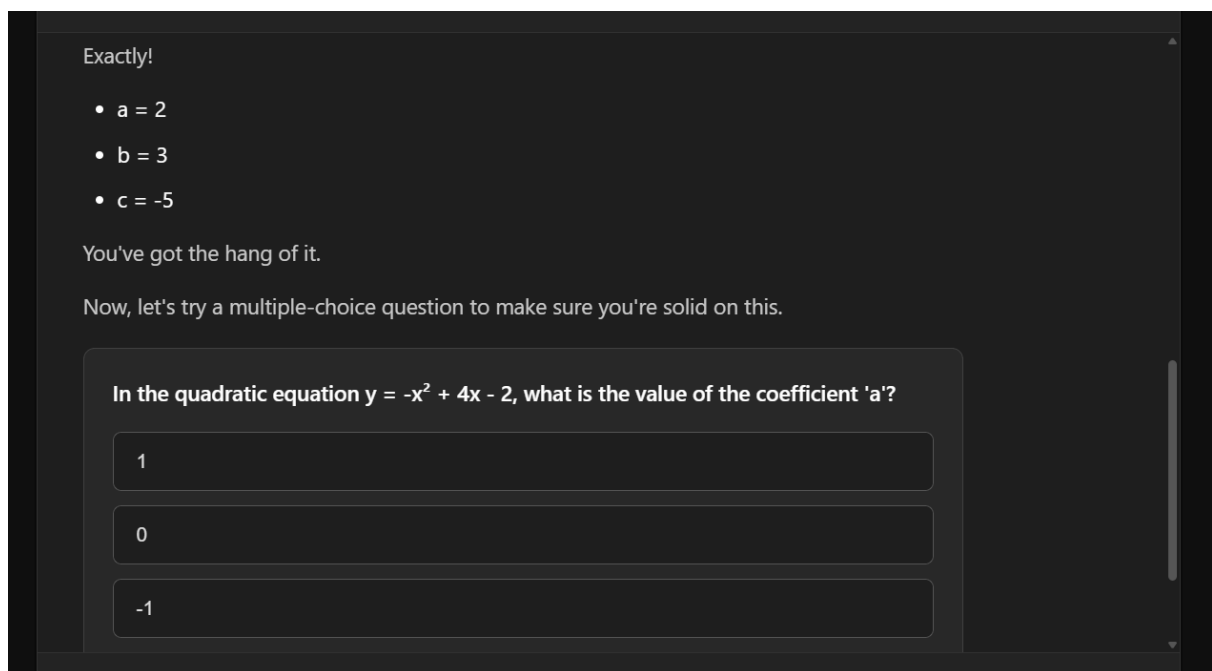 Exactly!
• a = 2
• b = 3
• c = -5
You've got the hang of it.
Now, let's try a multiple-choice question to make sure you're solid on this.
In the quadratic equation y = -x² + 4x - 2, what is the value of the coefficient 'a'?
1
0
-1